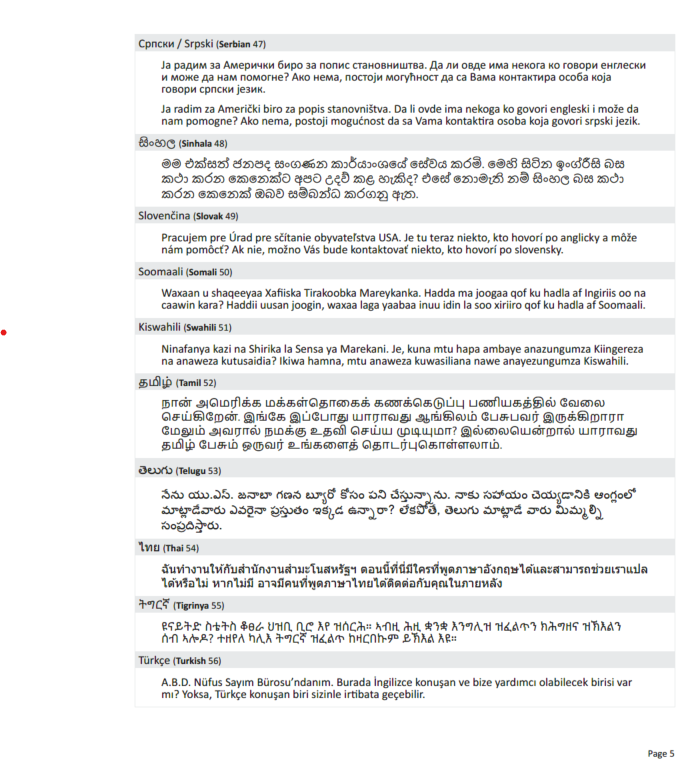 Српски / Srpski (Serbian 47)
Ја радим за Амерички биро за попис становништва. Да ли овде има некога ко говори енглески
и може да нам помогне? Ако нема, постоји могућност да са Вама контактира особа која
говори српски језик.
Ja radim za Američki biro za popis stanovništva. Da li ovde ima nekoga ko govori engleski i može da
nam pomogne? Ako nema, postoji mogućnost da sa Vama kontaktira osoba koja govori srpski jezik.
සිංහල (Sinhala 48)
මම එක්සත් ජනපද සංගණන කාර්යාංශයේ සේවය කරමි. මෙහි සිටින ඉංග්රීසි බස
කථා කරන කෙනෙක්ට අපට උදව් කළ හැකිද? එසේ නොමැති නම් සිංහල බස කථා
කරන කෙනෙක් ඔබව සම්බන්ධ කරගනු ඇත.
Slovenčina (Slovak 49)
Pracujem pre Úrad pre sčítanie obyvateľstva USA. Je tu teraz niekto, kto hovorí po anglicky a môže
nám pomôcť? Ak nie, možno Vás bude kontaktovať niekto, kto hovorí po slovensky.
Soomaali (Somali 50)
Waxaan u shaqeeyaa Xafiiska Tirakoobka Mareykanka. Hadda ma joogaa qof ku hadla af Ingiriis oo na
caawin kara? Haddii uusan joogin, waxaa laga yaabaa inuu idin la soo xiriiro qof ku hadla af Soomaali.
Kiswahili (Swahili 51)
Ninafanya kazi na Shirika la Sensa ya Marekani. Je, kuna mtu hapa ambaye anazungumza Kiingereza
na anaweza kutusaidia? Ikiwa hamna, mtu anaweza kuwasiliana nawe anayezungumza Kiswahili.
தமிழ் (Tamil 52)
நான் அமெரிக்க மக்கள்தொகைக் கணக்கெடுப்பு பணியகத்தில் வேலை
செய்கிறேன். இங்கே இப்போது யாராவது ஆங்கிலம் பேசுபவர் இருக்கிறாரா
மேலும் அவரால் நமக்கு உதவி செய்ய முடியுமா? இல்லையென்றால் யாராவது
தமிழ் பேசும் ஒருவர் உங்களைத் தொடர்புகொள்ளலாம்.
తెలుగు (Telugu 53)
నేను యు.ఎస్. జనాబా గణన బ్యూరో కోసం పని చేస్తున్నాను. నాకు సహాయం చెయ్యడానికి ఆంగ్లంలో
మాట్లాడేవారు ఎవరైనా ప్రస్తుతం ఇక్కడ ఉన్నారా? లేకపోతే, తెలుగు మాట్లాడే వారు మిమ్మల్ని
సంప్రదిస్తారు.
ไทย (Thai 54)
ฉันทำงานให้กับสำนักงานสำมะโนสหรัฐฯ ตอนนี้ที่นี่มีใครที่พูดภาษาอังกฤษได้และสามารถช่วยเราแปล
ได้หรือไม่ หากไม่มี อาจมีคนที่พูดภาษาไทยได้ติดต่อกับคุณในภายหลัง
ትግርኛ (Tigrinya 55)
ዩናይትድ ስቴትስ ቆፀራ ህዝቢ ቢሮ እየ ዝሰርሕ። ኣብዚ ሕዚ ቋንቋ እንግሊዝ ዝፈልጥን ክሕግዘና ዝኽእልን
ሰብ ኣሎዶ? ተዘየለ ካሊእ ትግርኛ ዝፈልጥ ክዛርበኩም ይኽእል እዩ።
Türkçe (Turkish 56)
A.B.D. Nüfus Sayım Bürosu’ndanım. Burada İngilizce konuşan ve bize yardımcı olabilecek birisi var
mı? Yoksa, Türkçe konuşan biri sizinle irtibata geçebilir.
Page 5